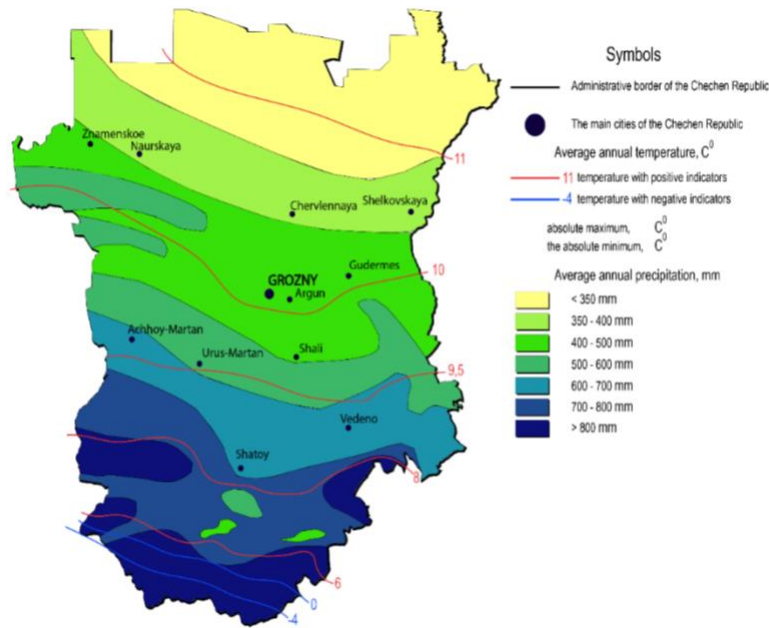 Symbols
Administrative border of the Chechen Republic
The main cities of the Chechen Republic
Average annual temperature, C⁰
11 temperature with positive indicators
-4 temperature with negative indicators
absolute maximum, C⁰
the absolute minimum, C⁰
Average annual precipitation, mm
< 350 mm
350 - 400 mm
400 - 500 mm
500 - 600 mm
600 - 700 mm
700 - 800 mm
> 800 mm
Znamenskoe
Naurskaya
11
Chervlennaya
Shelkovskaya
Gudermes
10
GROZNY
Argun
Achhoy-Martan
Urus-Martan
Shali
9,5
Vedeno
Shatoy
8
6
0
-4